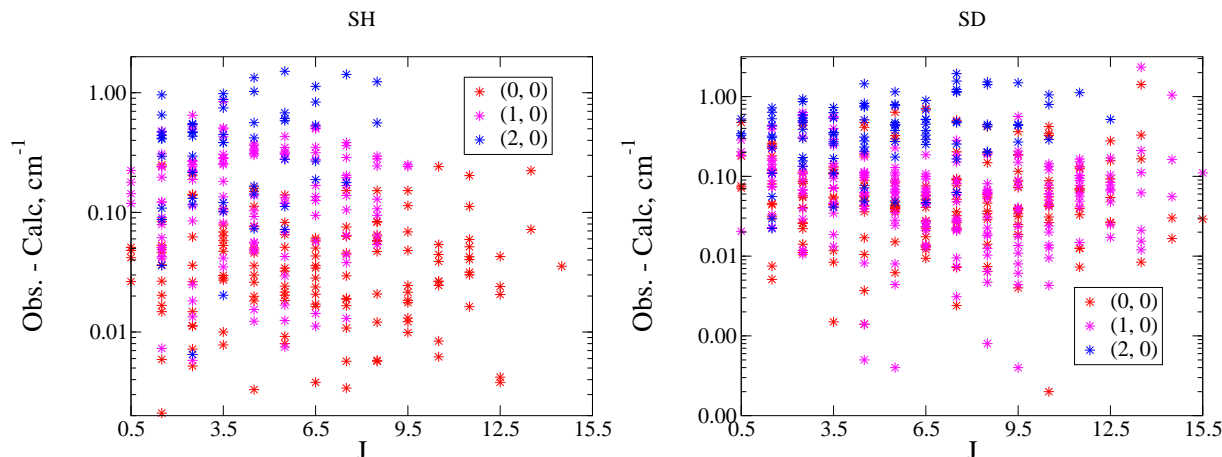 SH
Obs. - Calc, cm⁻¹
1.00
0.10
0.01
(0, 0)
(1, 0)
(2, 0)
0.5 3.5 6.5 9.5 12.5 15.5
J
SD
Obs. - Calc, cm⁻¹
1.00
0.10
0.01
0.00
0.00
(0, 0)
(1, 0)
(2, 0)
0.5 3.5 6.5 9.5 12.5 15.5
J